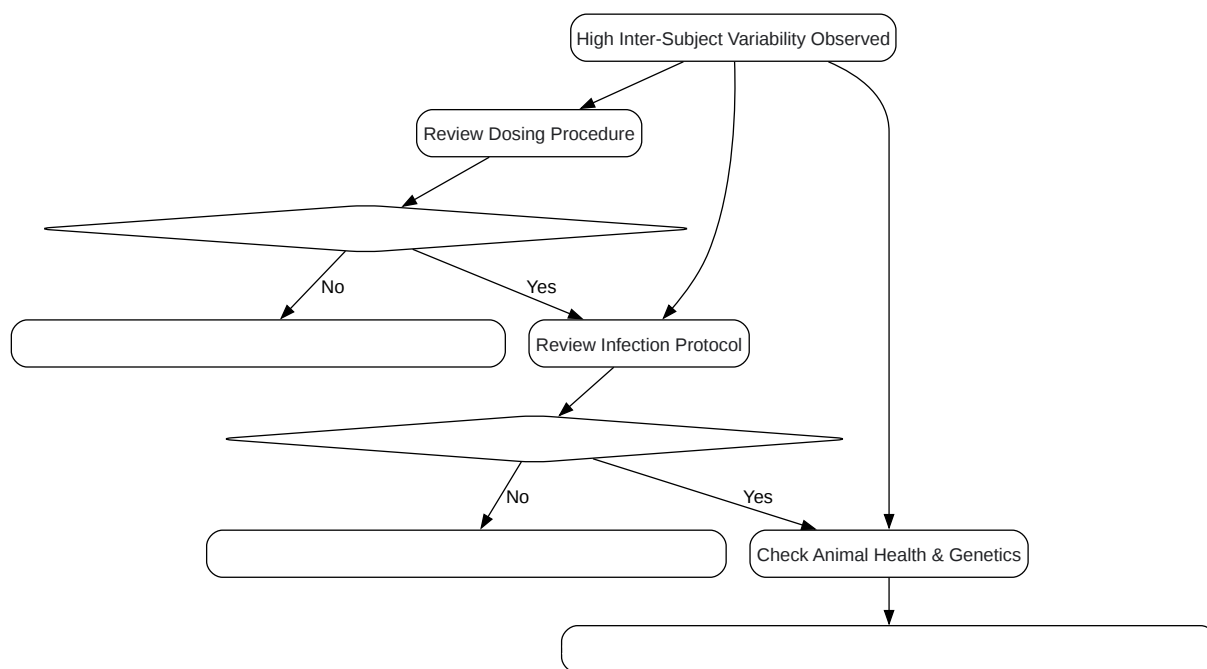 High Inter-Subject Variability Observed
Review Dosing Procedure
No
Yes
Review Infection Protocol
No
Yes
Check Animal Health & Genetics